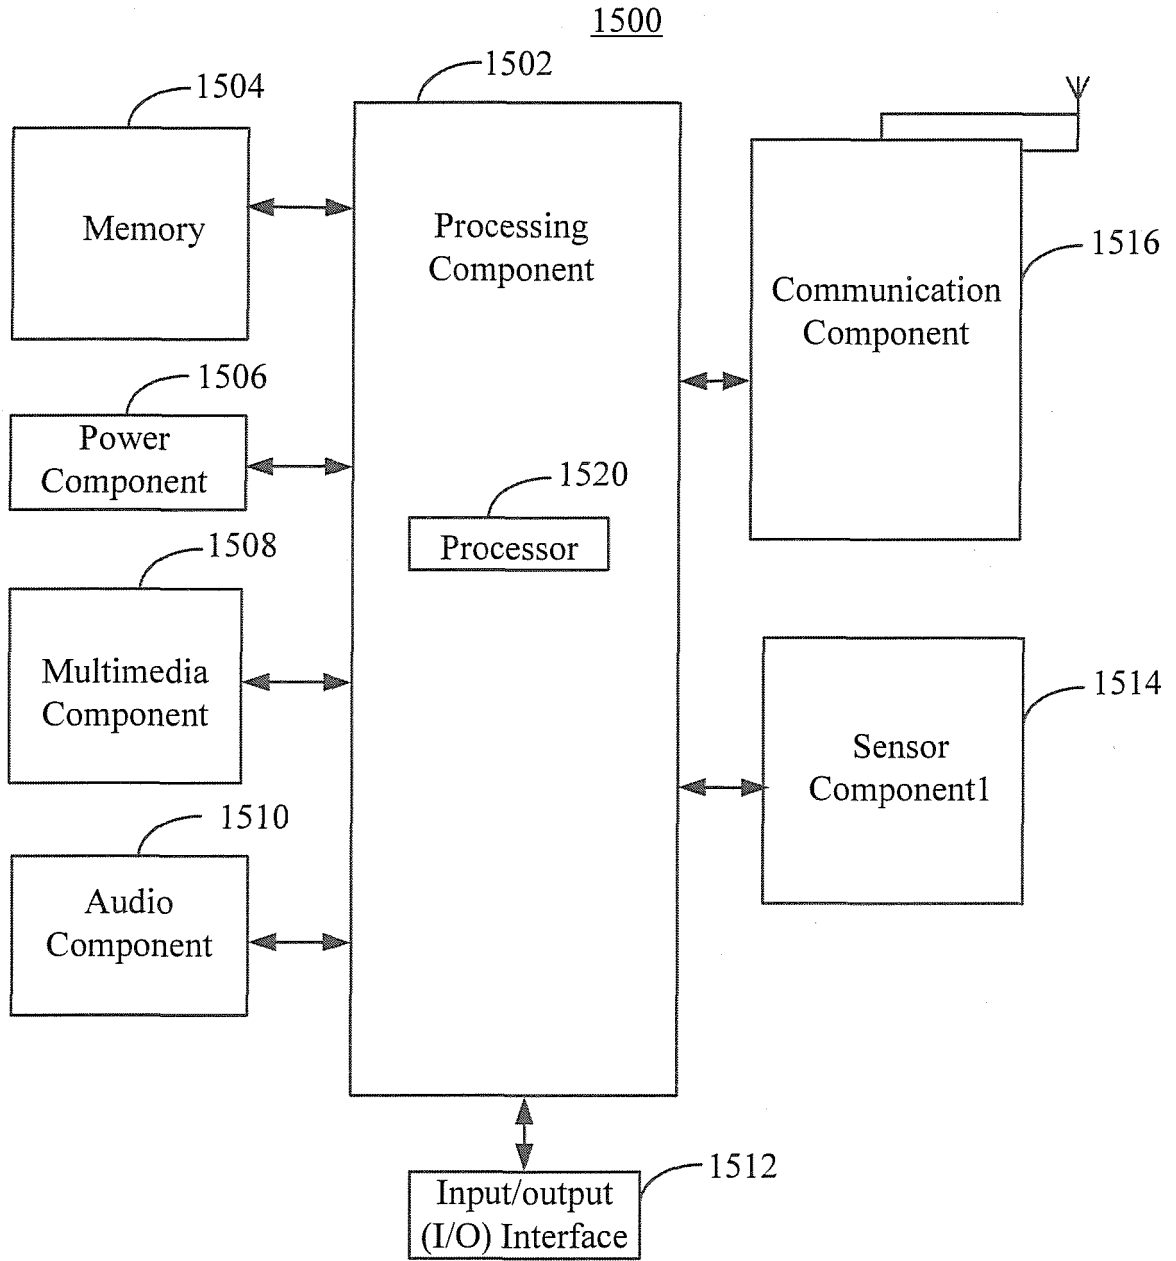 1500
1502
1504
Memory
Processing
Component
1516
Communication
Component
1506
Power
Component
1520
Processor
1508
Multimedia
Component
1514
Sensor
Component1
1510
Audio
Component
1512
Input/output
(I/O) Interface